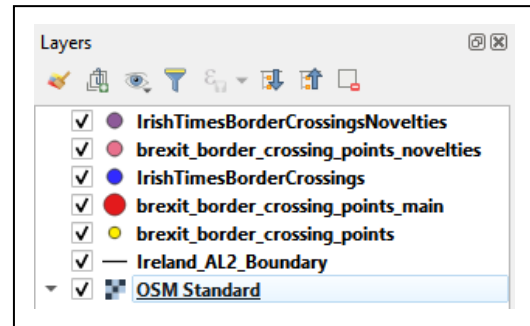 Layers
IrishTimesBorderCrossingsNovelties
brexit_border_crossing_points_novelties
IrishTimesBorderCrossings
brexit_border_crossing_points_main
brexit_border_crossing_points
Ireland_AL2_Boundary
OSM Standard